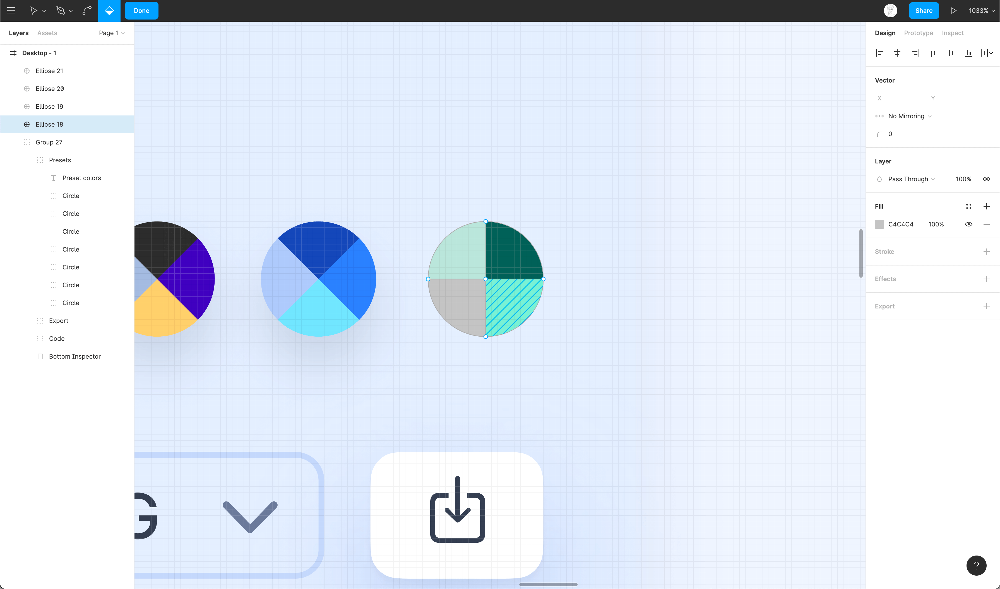 Done
Share
1033%
Layers Assets Page 1
Desktop - 1
Ellipse 21
Ellipse 20
Ellipse 19
Ellipse 18
Group 27
Presets
Preset colors
Circle
Circle
Circle
Circle
Circle
Circle
Circle
Export
Code
Bottom Inspector
G
Design Prototype Inspect
Vector
X Y
No Mirroring
0
Layer
Pass Through 100%
Fill
C4C4C4 100%
Stroke
Effects
Export
?